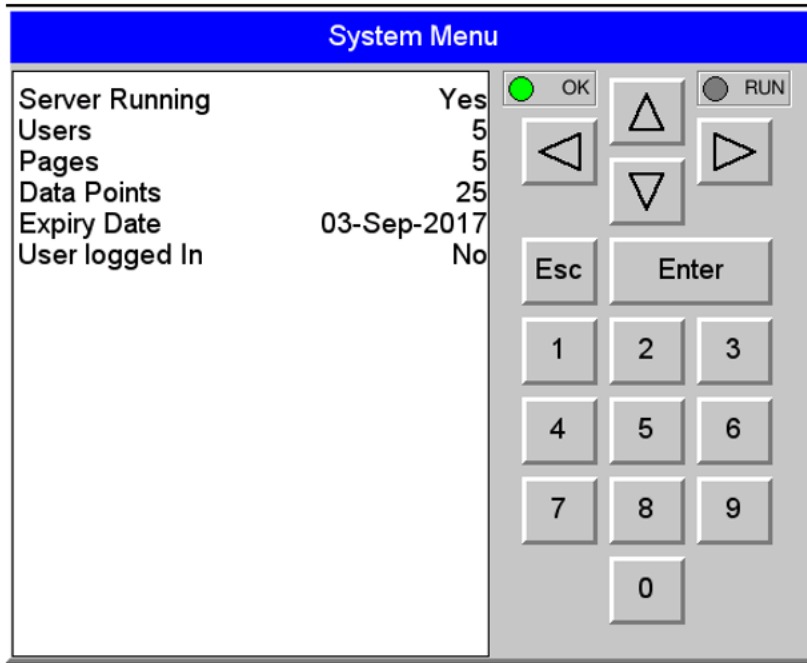 System Menu
Server Running Yes
Users 5
Pages 5
Data Points 25
Expiry Date 03-Sep-2017
User logged In No
OK
RUN
Esc
Enter
1 2 3
4 5 6
7 8 9
0